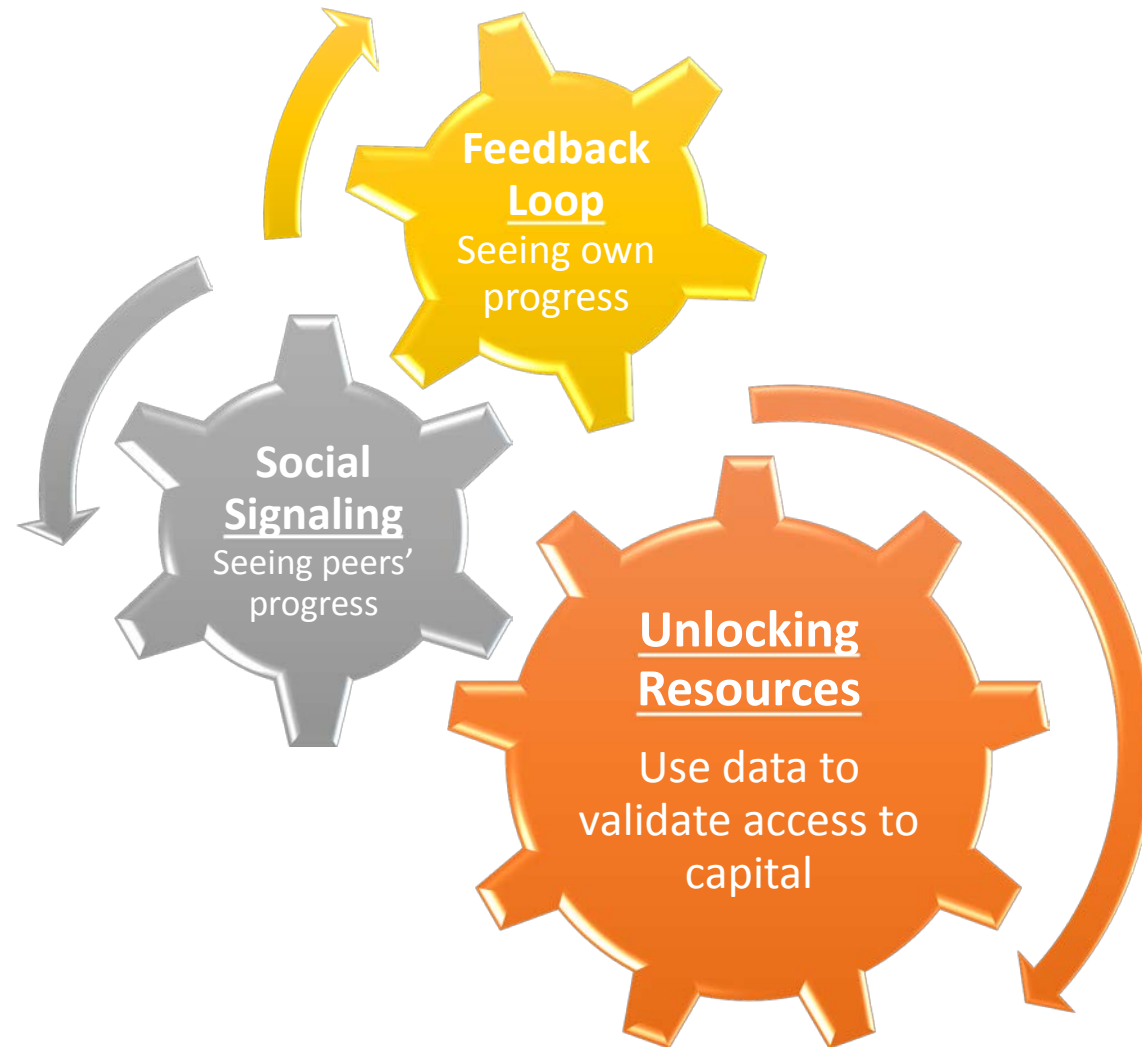 Feedback
Loop
Seeing own
progress
Social
Signaling
Seeing peers’
progress
Unlocking
Resources
Use data to
validate access to
capital